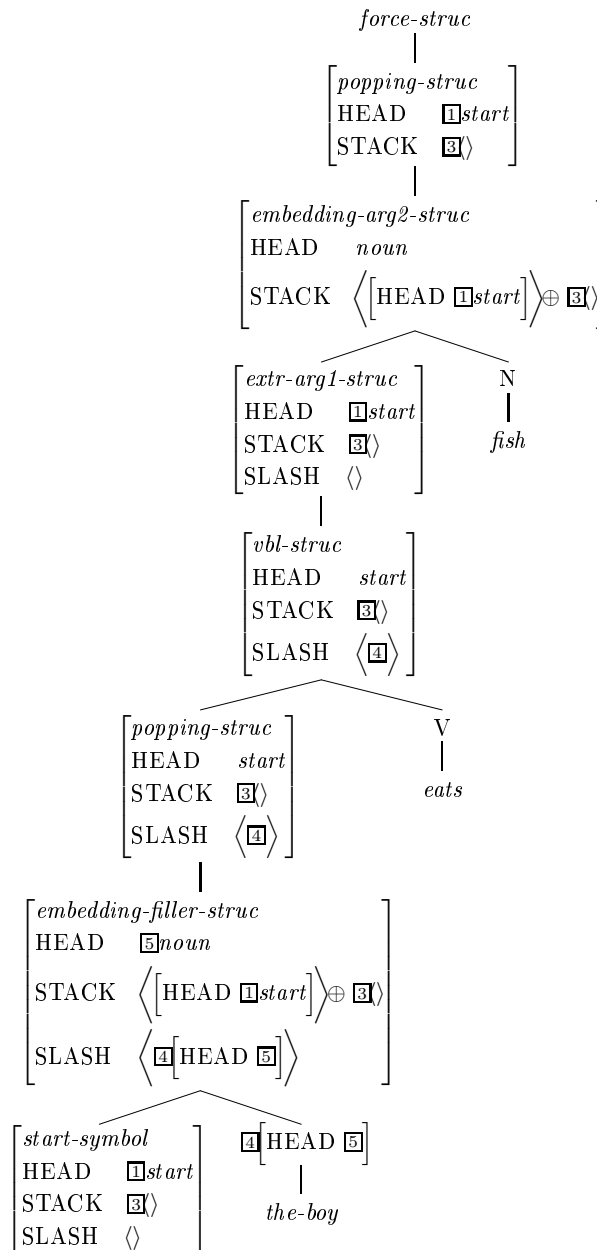 force-struc
popping-struc
HEAD 1 start
STACK 3 ⟨⟩
embedding-arg2-struc
HEAD noun
STACK ⟨[HEAD 1 start]⟩ ⊕ 3 ⟨⟩
extr-arg1-struc
HEAD 1 start
STACK 3 ⟨⟩
SLASH ⟨⟩
N
fish
vbl-struc
HEAD start
STACK 3 ⟨⟩
SLASH ⟨4⟩
popping-struc
HEAD start
STACK 3 ⟨⟩
SLASH ⟨4⟩
V
eats
embedding-filler-struc
HEAD 5 noun
STACK ⟨[HEAD 1 start]⟩ ⊕ 3 ⟨⟩
SLASH ⟨4 [HEAD 5]⟩
start-symbol
HEAD 1 start
STACK 3 ⟨⟩
SLASH ⟨⟩
4 [HEAD 5]
the-boy